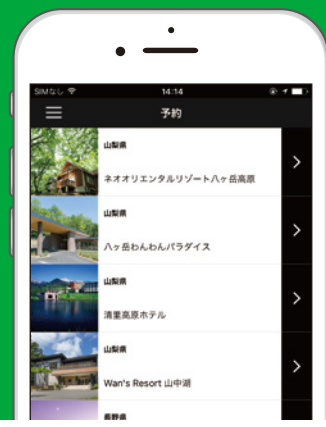 SIMなし 14:14
予約
山梨県
ネオオリエンタルリゾート八ヶ岳高原
山梨県
八ヶ岳わんわんパラダイス
山梨県
清里高原ホテル
山梨県
Wan's Resort 山中湖
長野県